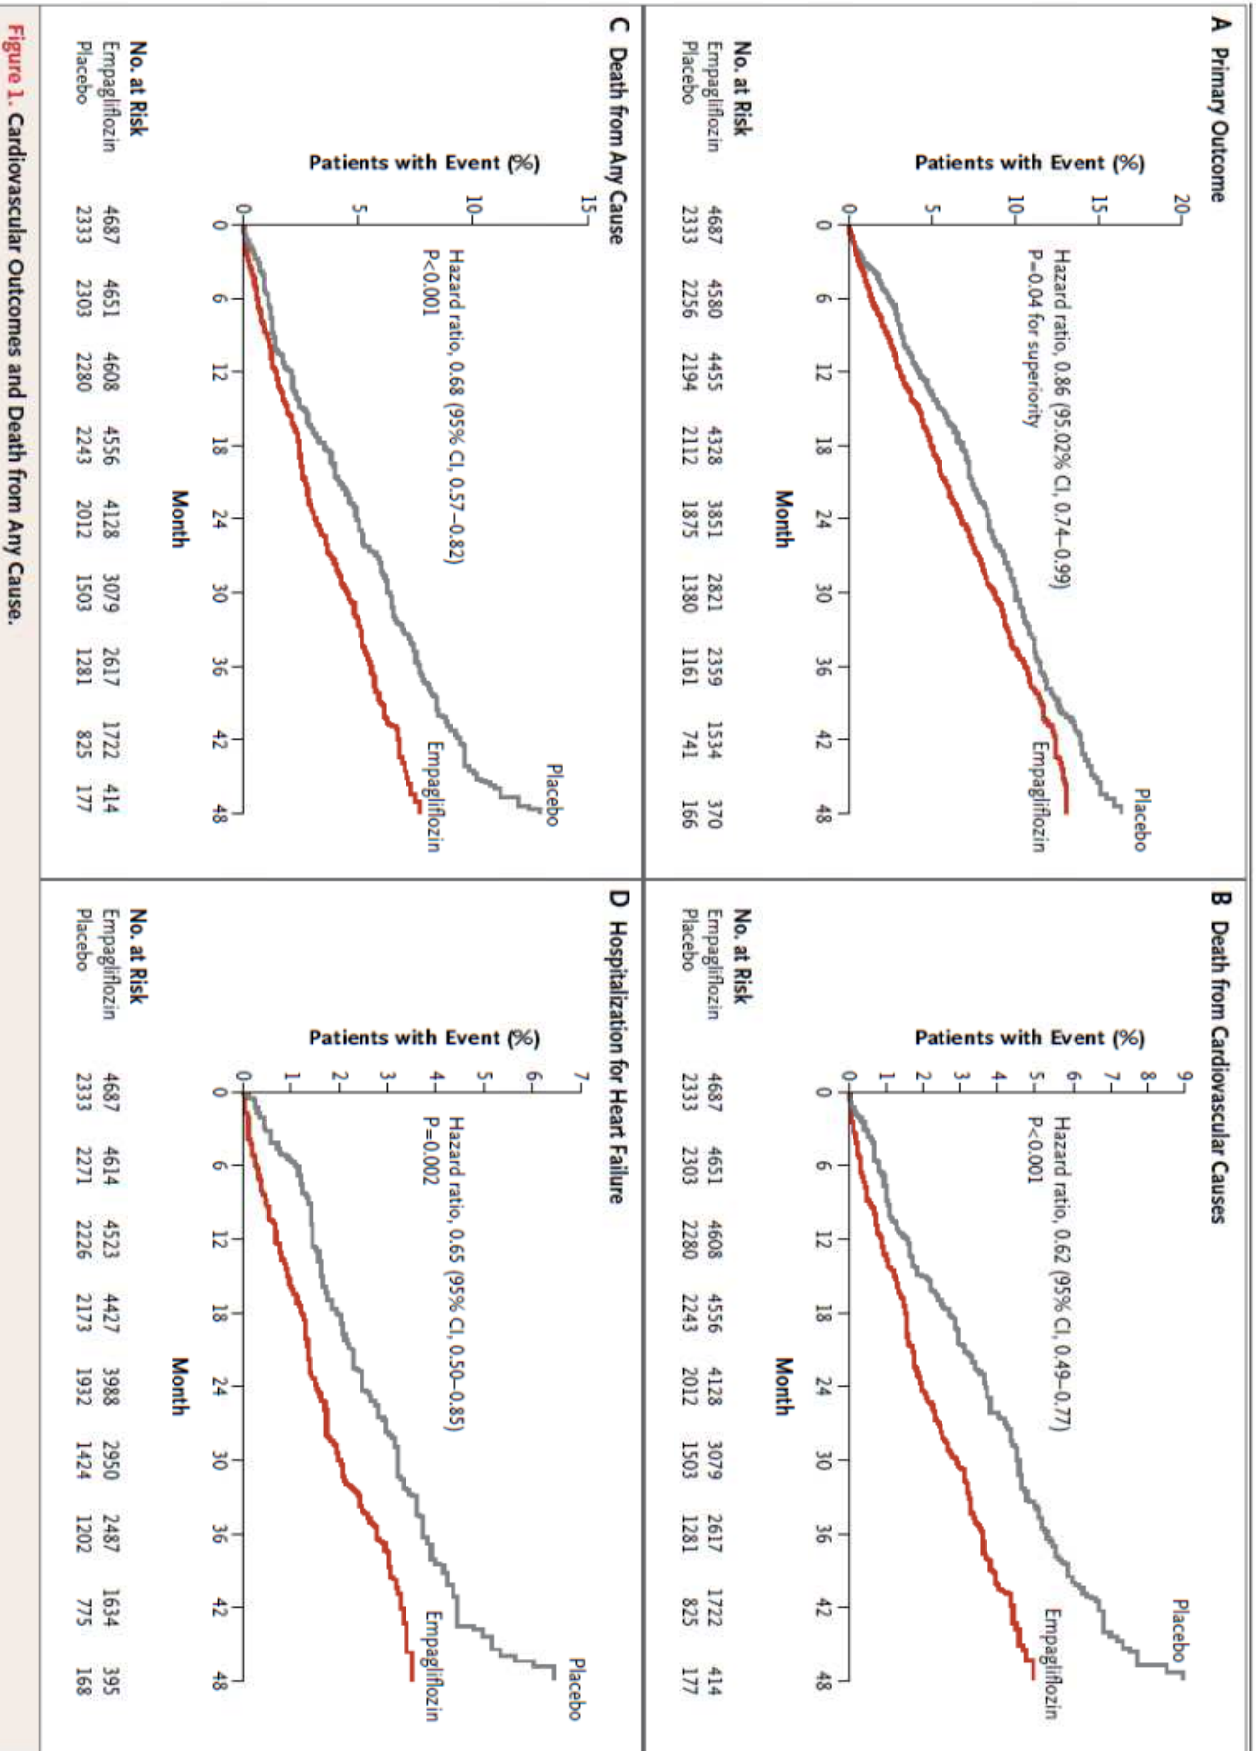 A Primary Outcome
Patients with Event (%)
20
15
10
5
0
Hazard ratio, 0.86 (95.02% CI, 0.74–0.99)
P=0.04 for superiority
Placebo
Empagliflozin
0 6 12 18 24 30 36 42 48
Month
No. at Risk
Empagliflozin 4687 4580 4455 4328 3851 2821 2359 1534 370
Placebo 2333 2256 2194 2112 1875 1380 1161 741 166
B Death from Cardiovascular Causes
Patients with Event (%)
9
8
7
6
5
4
3
2
1
0
Hazard ratio, 0.62 (95% CI, 0.49–0.77)
P<0.001
Placebo
Empagliflozin
0 6 12 18 24 30 36 42 48
Month
No. at Risk
Empagliflozin 4687 4651 4608 4556 4128 3079 2617 1722 414
Placebo 2333 2303 2280 2243 2012 1503 1281 825 177
C Death from Any Cause
Patients with Event (%)
15
10
5
0
Hazard ratio, 0.68 (95% CI, 0.57–0.82)
P<0.001
Placebo
Empagliflozin
0 6 12 18 24 30 36 42 48
Month
No. at Risk
Empagliflozin 4687 4651 4608 4556 4128 3079 2617 1722 414
Placebo 2333 2303 2280 2243 2012 1503 1281 825 177
D Hospitalization for Heart Failure
Patients with Event (%)
7
6
5
4
3
2
1
0
Hazard ratio, 0.65 (95% CI, 0.50–0.85)
P=0.002
Placebo
Empagliflozin
0 6 12 18 24 30 36 42 48
Month
No. at Risk
Empagliflozin 4687 4614 4523 4427 3988 2950 2487 1634 395
Placebo 2333 2271 2226 2173 1932 1424 1202 775 168
Figure 1. Cardiovascular Outcomes and Death from Any Cause.